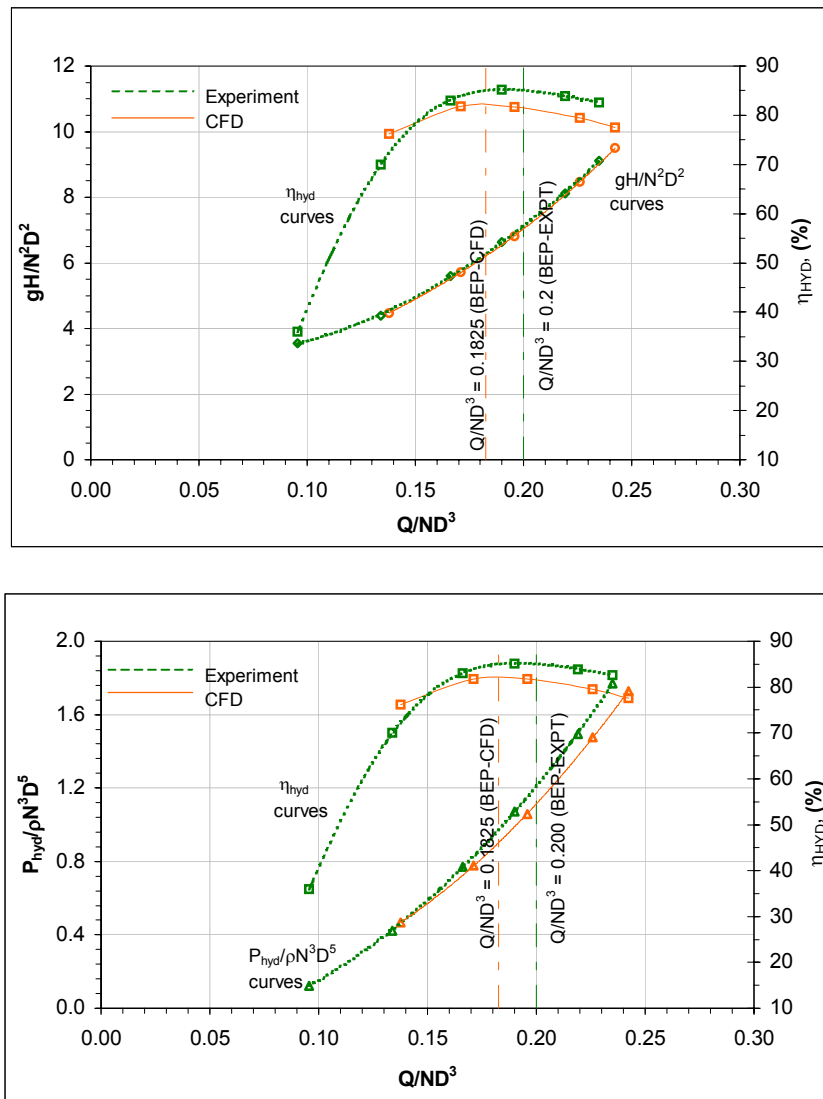 12
10
8
6
4
2
0
gH/N²D²
90
80
70
60
50
40
30
20
10
η_HYD, (%)
Experiment
CFD
η_hyd
curves
gH/N²D²
curves
Q/ND³ = 0.1825 (BEP-CFD)
Q/ND³ = 0.2 (BEP-EXPT)
0.00 0.05 0.10 0.15 0.20 0.25 0.30
Q/ND³
2.0
1.6
1.2
0.8
0.4
0.0
P_hyd/ρN³D⁵
90
80
70
60
50
40
30
20
10
η_HYD, (%)
Experiment
CFD
η_hyd
curves
P_hyd/ρN³D⁵
curves
Q/ND³ = 0.1825 (BEP-CFD)
Q/ND³ = 0.200 (BEP-EXPT)
0.00 0.05 0.10 0.15 0.20 0.25 0.30
Q/ND³